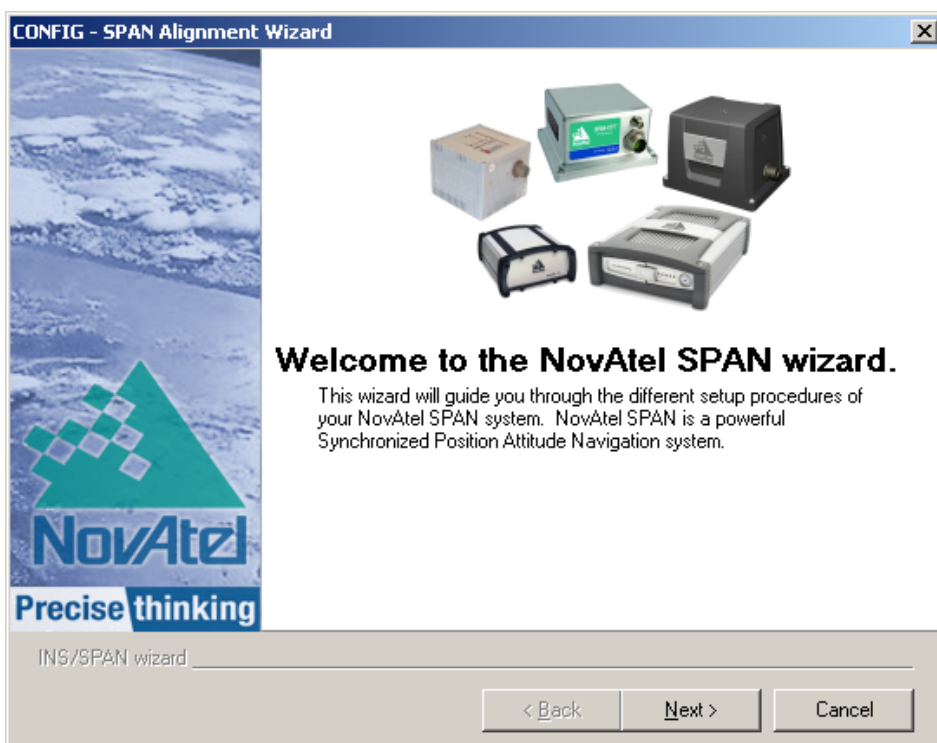 CONFIG - SPAN Alignment Wizard
Welcome to the NovAtel SPAN wizard.
This wizard will guide you through the different setup procedures of
your NovAtel SPAN system. NovAtel SPAN is a powerful
Synchronized Position Attitude Navigation system.
NovAtel
Precise thinking
INS/SPAN wizard
< Back
Next >
Cancel